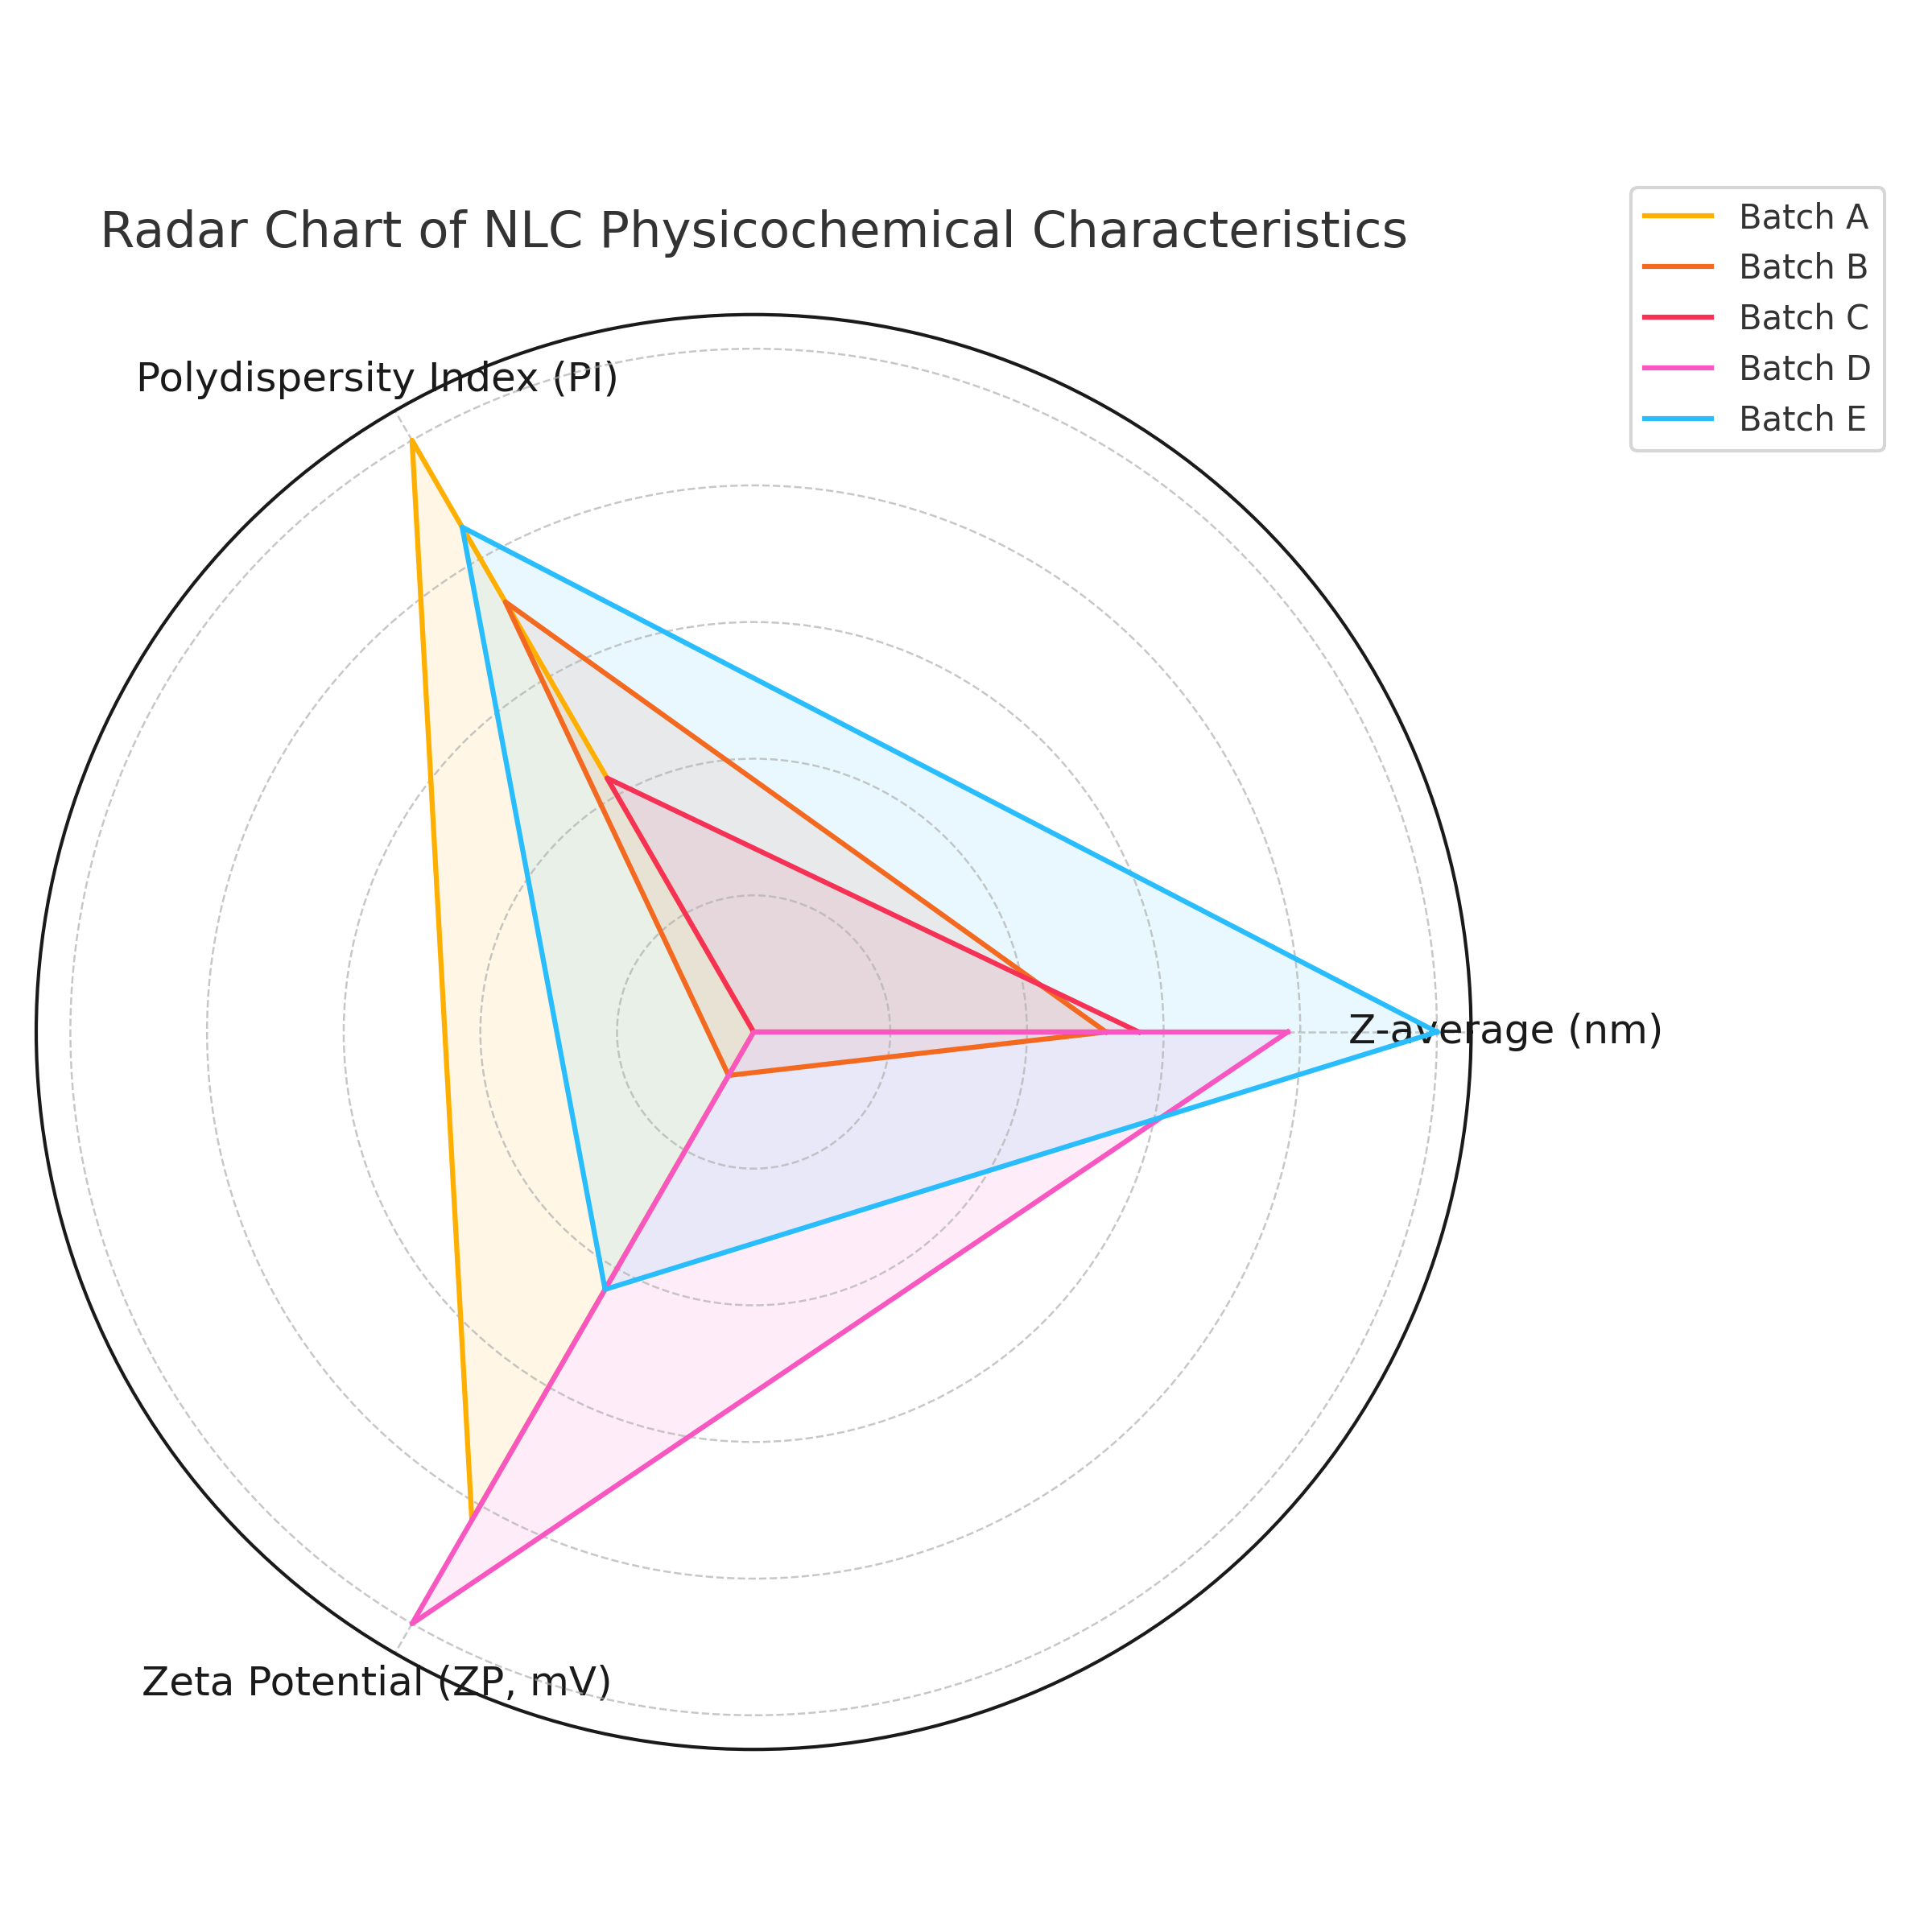 Radar Chart of NLC Physicochemical Characteristics
Batch A
Batch B
Batch C
Batch D
Batch E
Polydispersity Index (PI)
Z-average (nm)
Zeta Potential (ZP, mV)